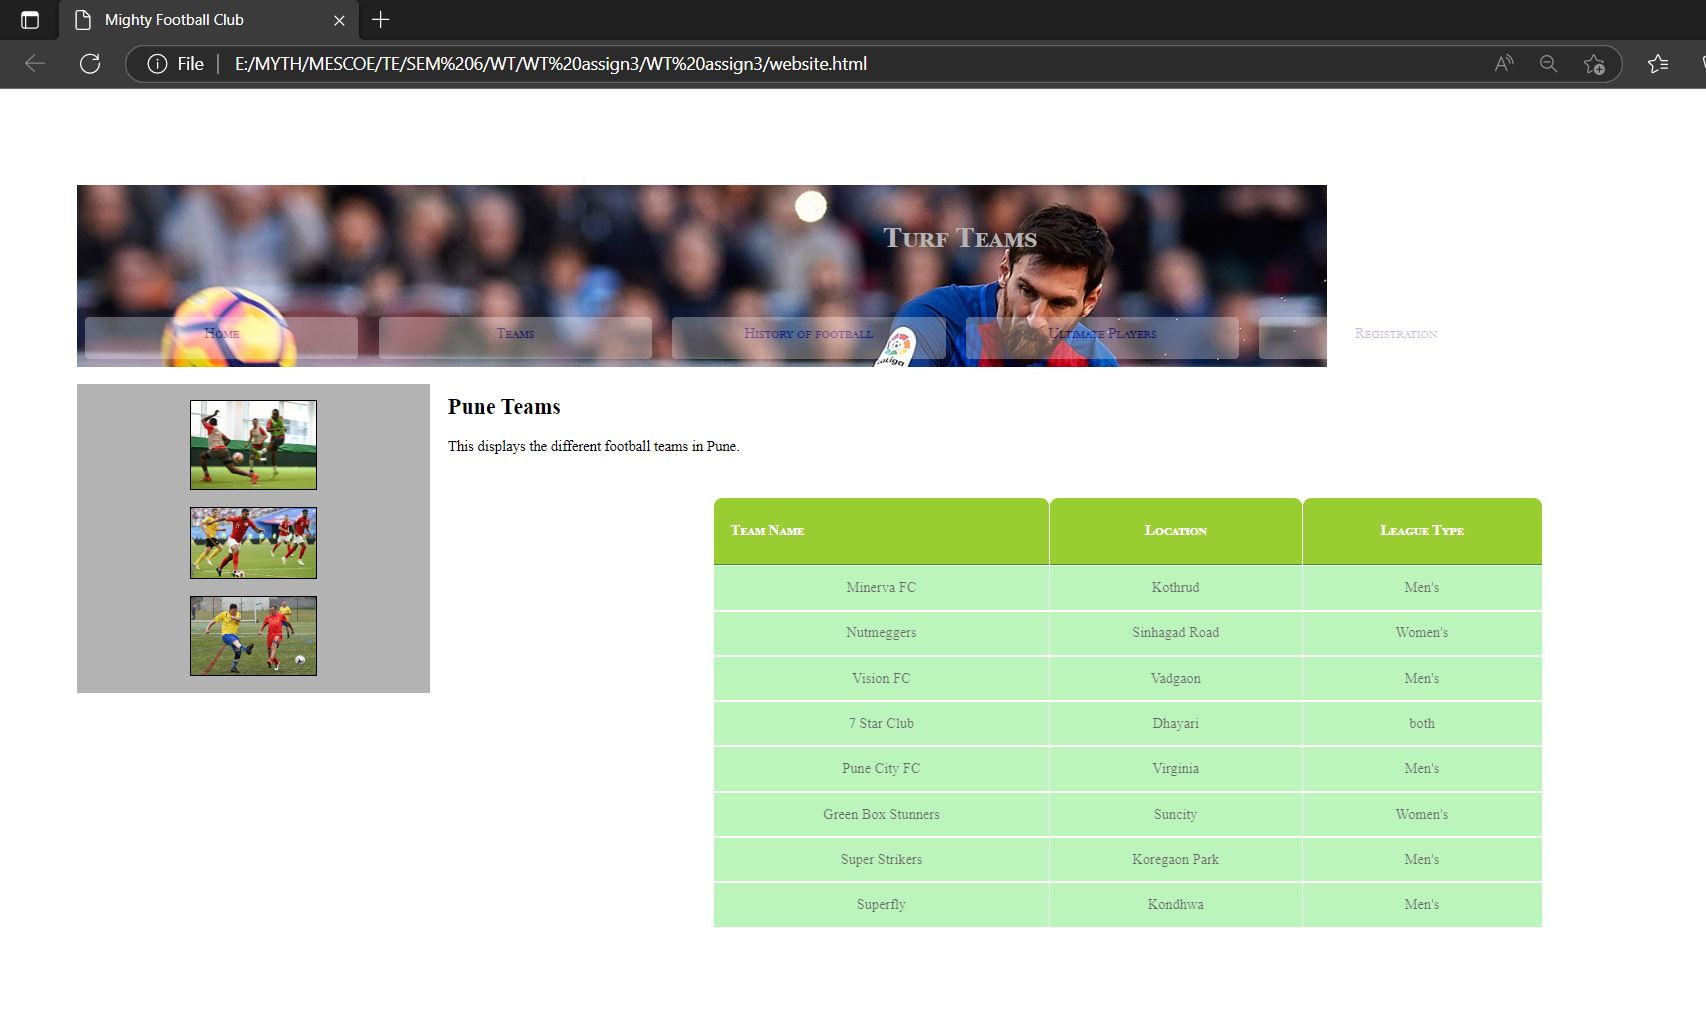 Mighty Football Club
File E:/MYTH/MESCOE/TE/SEM%206/WT/WT%20assign3/WT%20assign3/website.html
Turf Teams
Home Teams History of football Ultimate Players Registration
LaLiga
Pune Teams
This displays the different football teams in Pune.
Team Name Location League Type
Minerva FC Kothrud Men's
Nutmeggers Sinhagad Road Women's
Vision FC Vadgaon Men's
7 Star Club Dhayari both
Pune City FC Virginia Men's
Green Box Stunners Suncity Women's
Super Strikers Koregaon Park Men's
Superfly Kondhwa Men's